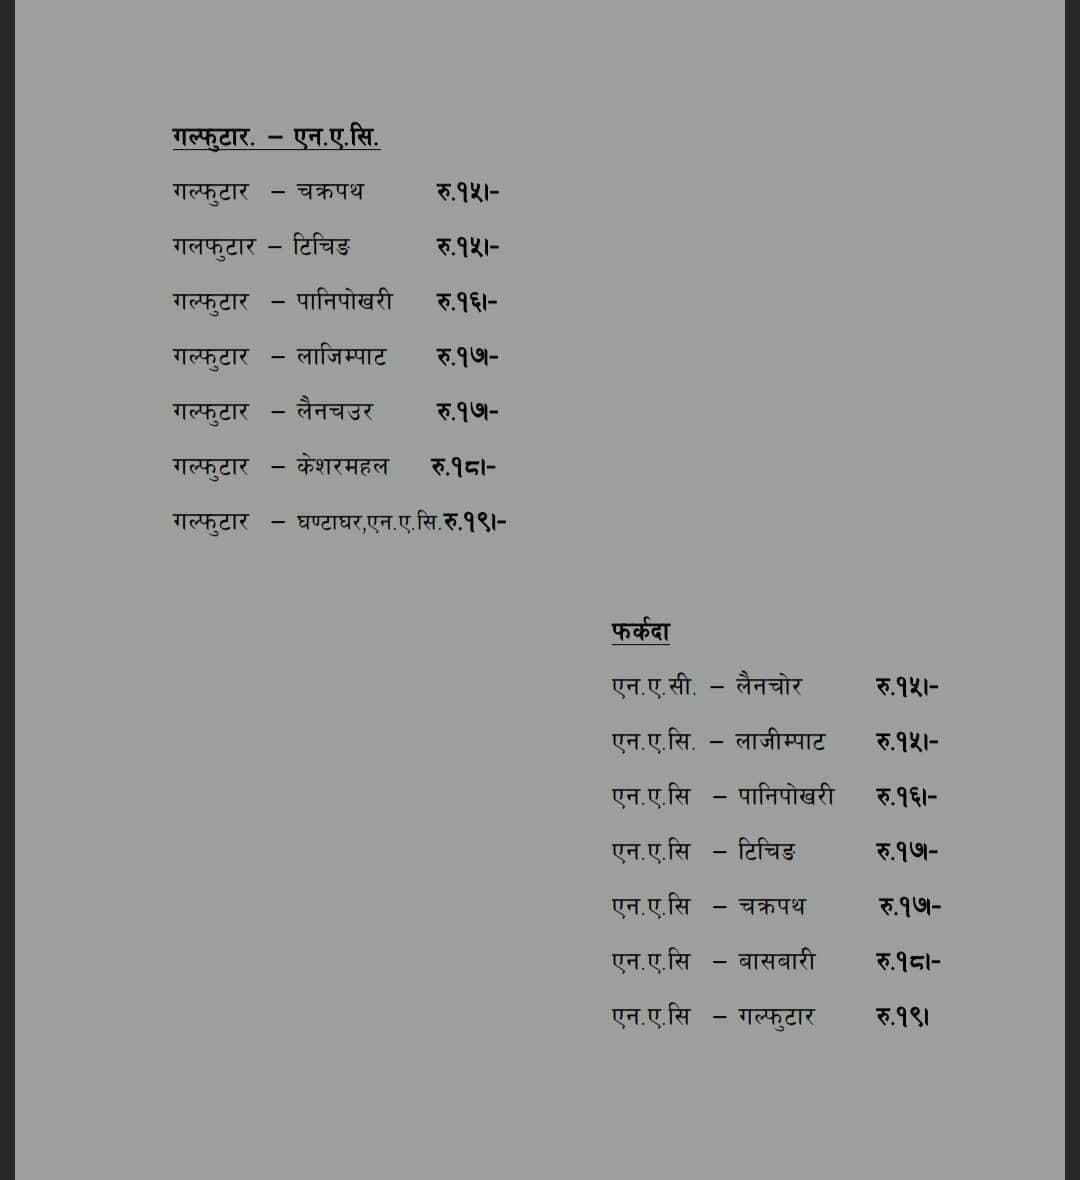 गल्फुटार. – एन.ए.सि.
गल्फुटार – चक्रपथ रु.१५।-
गलफुटार – टिचिङ रु.१५।-
गल्फुटार – पानिपोखरी रु.१६।-
गल्फुटार – लाजिम्पाट रु.१७।-
गल्फुटार – लैनचउर रु.१७।-
गल्फुटार – केशरमहल रु.१८।-
गल्फुटार – घण्टाघर,एन.ए.सि.रु.१९।-
फर्कदा
एन.ए.सी. – लैनचोर रु.१५।-
एन.ए.सि. – लाजीम्पाट रु.१५।-
एन.ए.सि – पानिपोखरी रु.१६।-
एन.ए.सि – टिचिङ रु.१७।-
एन.ए.सि – चक्रपथ रु.१७।-
एन.ए.सि – बासबारी रु.१८।-
एन.ए.सि – गल्फुटार रु.१९।